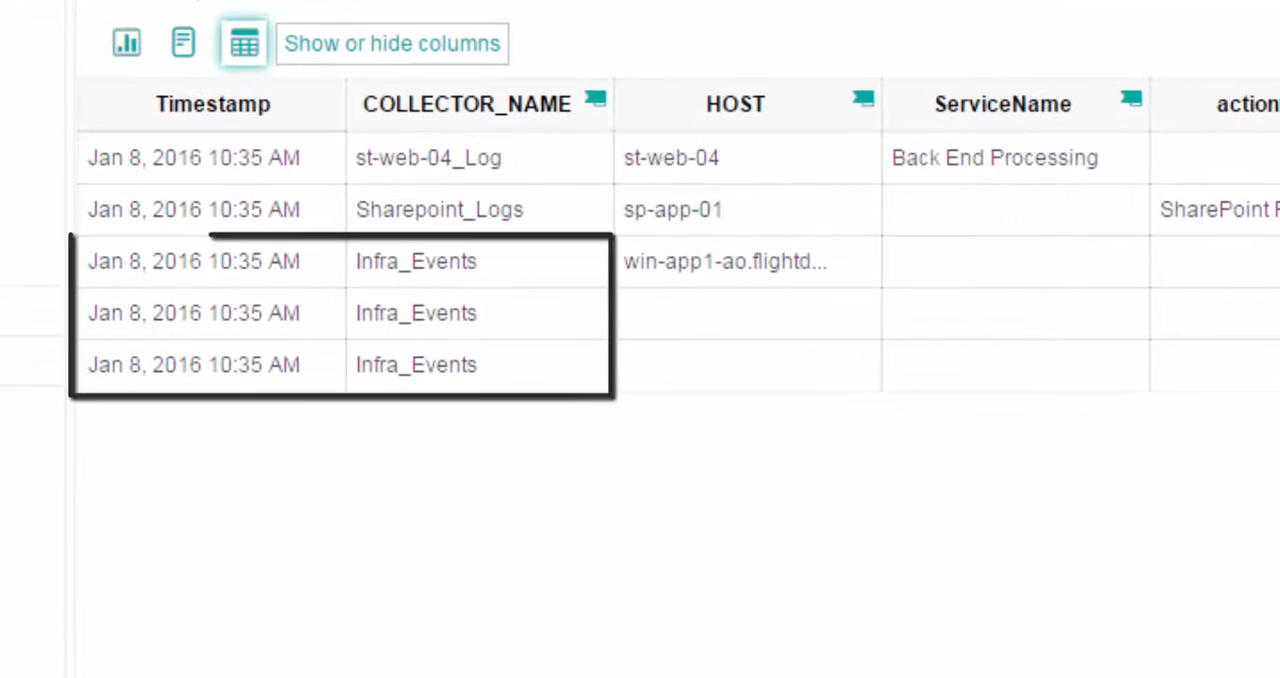 Show or hide columns
Timestamp COLLECTOR_NAME HOST ServiceName action
Jan 8, 2016 10:35 AM st-web-04_Log st-web-04 Back End Processing
Jan 8, 2016 10:35 AM Sharepoint_Logs sp-app-01 SharePoint
Jan 8, 2016 10:35 AM Infra_Events win-app1-ao.flightd...
Jan 8, 2016 10:35 AM Infra_Events
Jan 8, 2016 10:35 AM Infra_Events